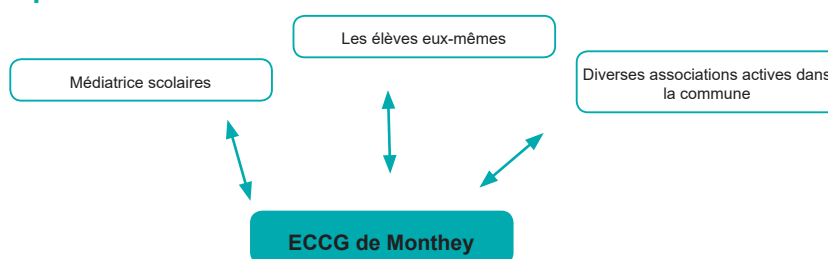 Les élèves eux-mêmes
Médiatrice scolaires
Diverses associations actives dans
la commune
ECCG de Monthey